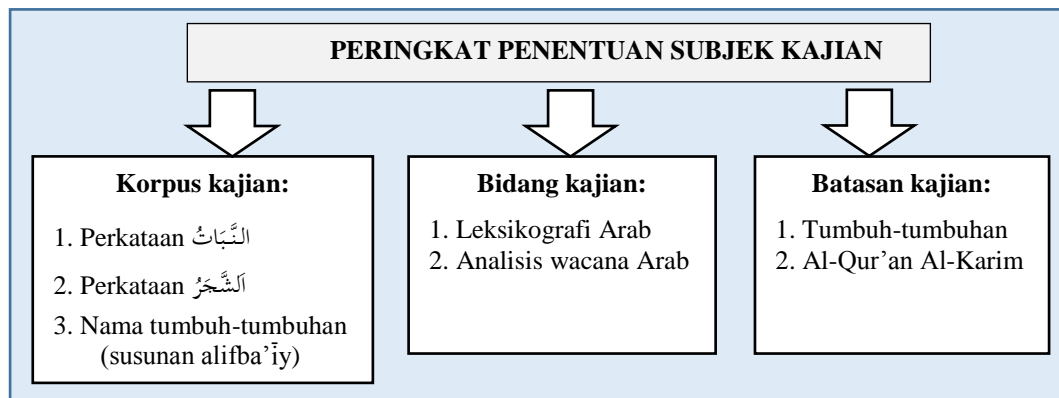 PERINGKAT PENENTUAN SUBJEK KAJIAN
Korpus kajian:
1. Perkataan النَّبَاتُ
2. Perkataan اَلشَّجَرُ
3. Nama tumbuh-tumbuhan
(susunan alifba’īy)
Bidang kajian:
1. Leksikografi Arab
2. Analisis wacana Arab
Batasan kajian:
1. Tumbuh-tumbuhan
2. Al-Qur’an Al-Karim